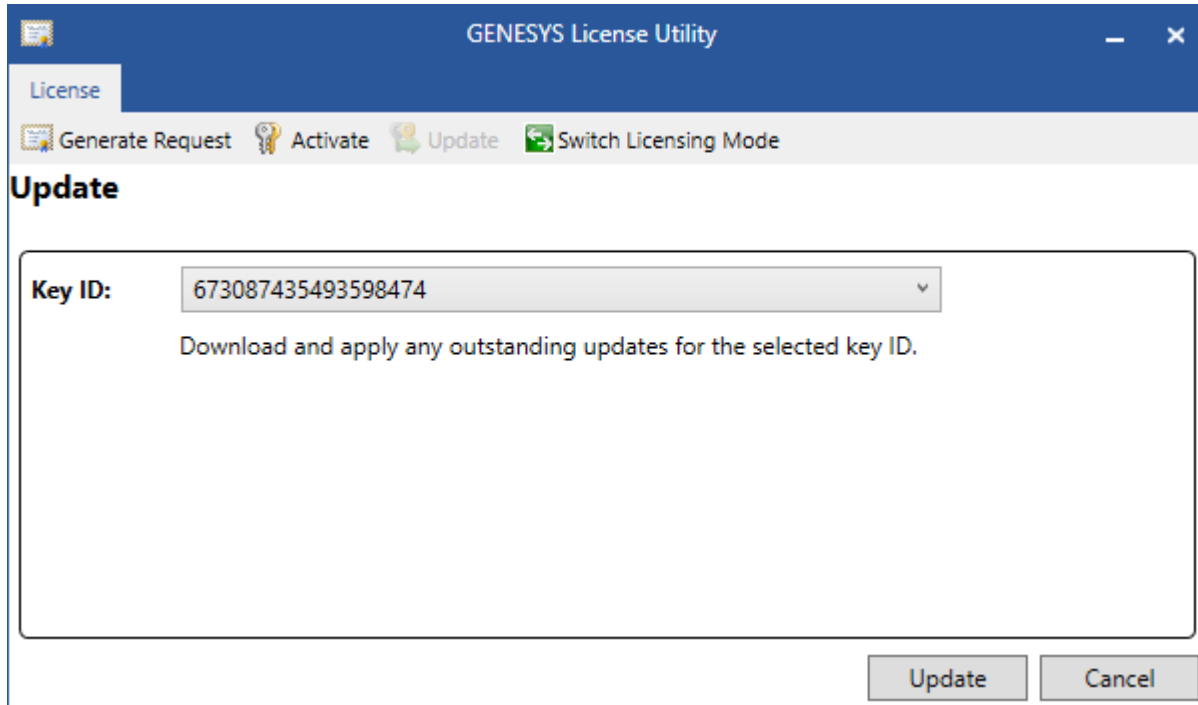 GENESYS License Utility
License
Generate Request Activate Update Switch Licensing Mode
Update
Key ID: 673087435493598474
Download and apply any outstanding updates for the selected key ID.
Update Cancel